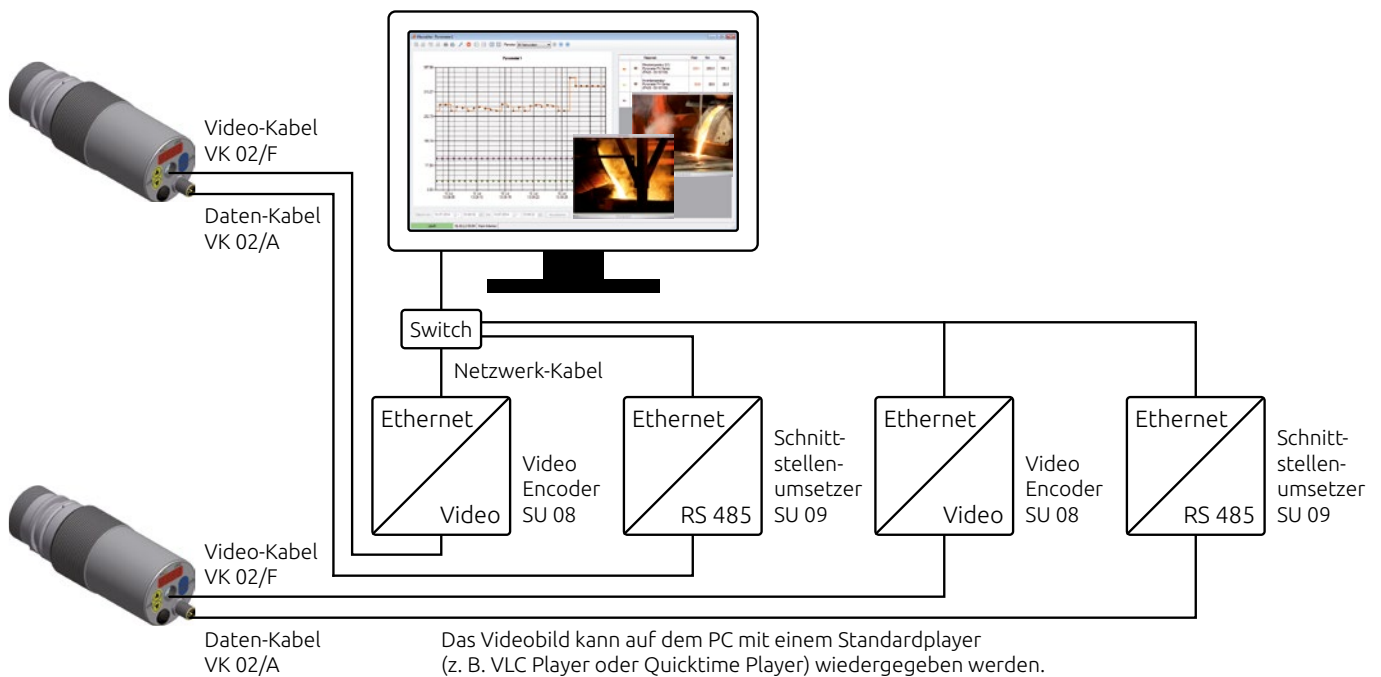 Video-Kabel
VK 02/F
Daten-Kabel
VK 02/A
Switch
Netzwerk-Kabel
Ethernet
Video
Video
Encoder
SU 08
Ethernet
RS 485
Schnitt-
stellen-
umsetzer
SU 09
Ethernet
Video
Video
Encoder
SU 08
Ethernet
RS 485
Schnitt-
stellen-
umsetzer
SU 09
Video-Kabel
VK 02/F
Daten-Kabel
VK 02/A
Das Videobild kann auf dem PC mit einem Standardplayer
(z. B. VLC Player oder Quicktime Player) wiedergegeben werden.